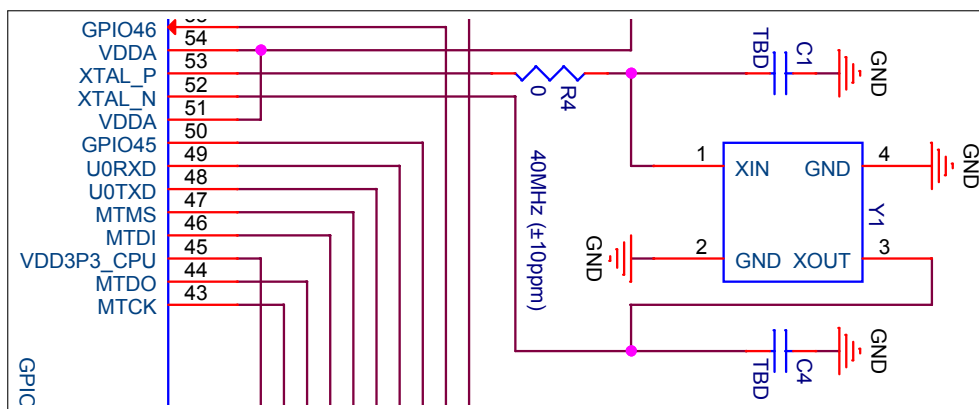 GPIO46
54
VDDA
53
XTAL_P
52
XTAL_N
51
VDDA
50
GPIO45
49
U0RXD
48
U0TXD
47
MTMS
46
MTDI
45
VDD3P3_CPU
44
MTDO
43
MTCK
R4
0
C1
TBD
GND
1
XIN
GND
4
GND
Y1
40MHz (±10ppm)
GND
2
GND
XOUT
3
C4
TBD
GND